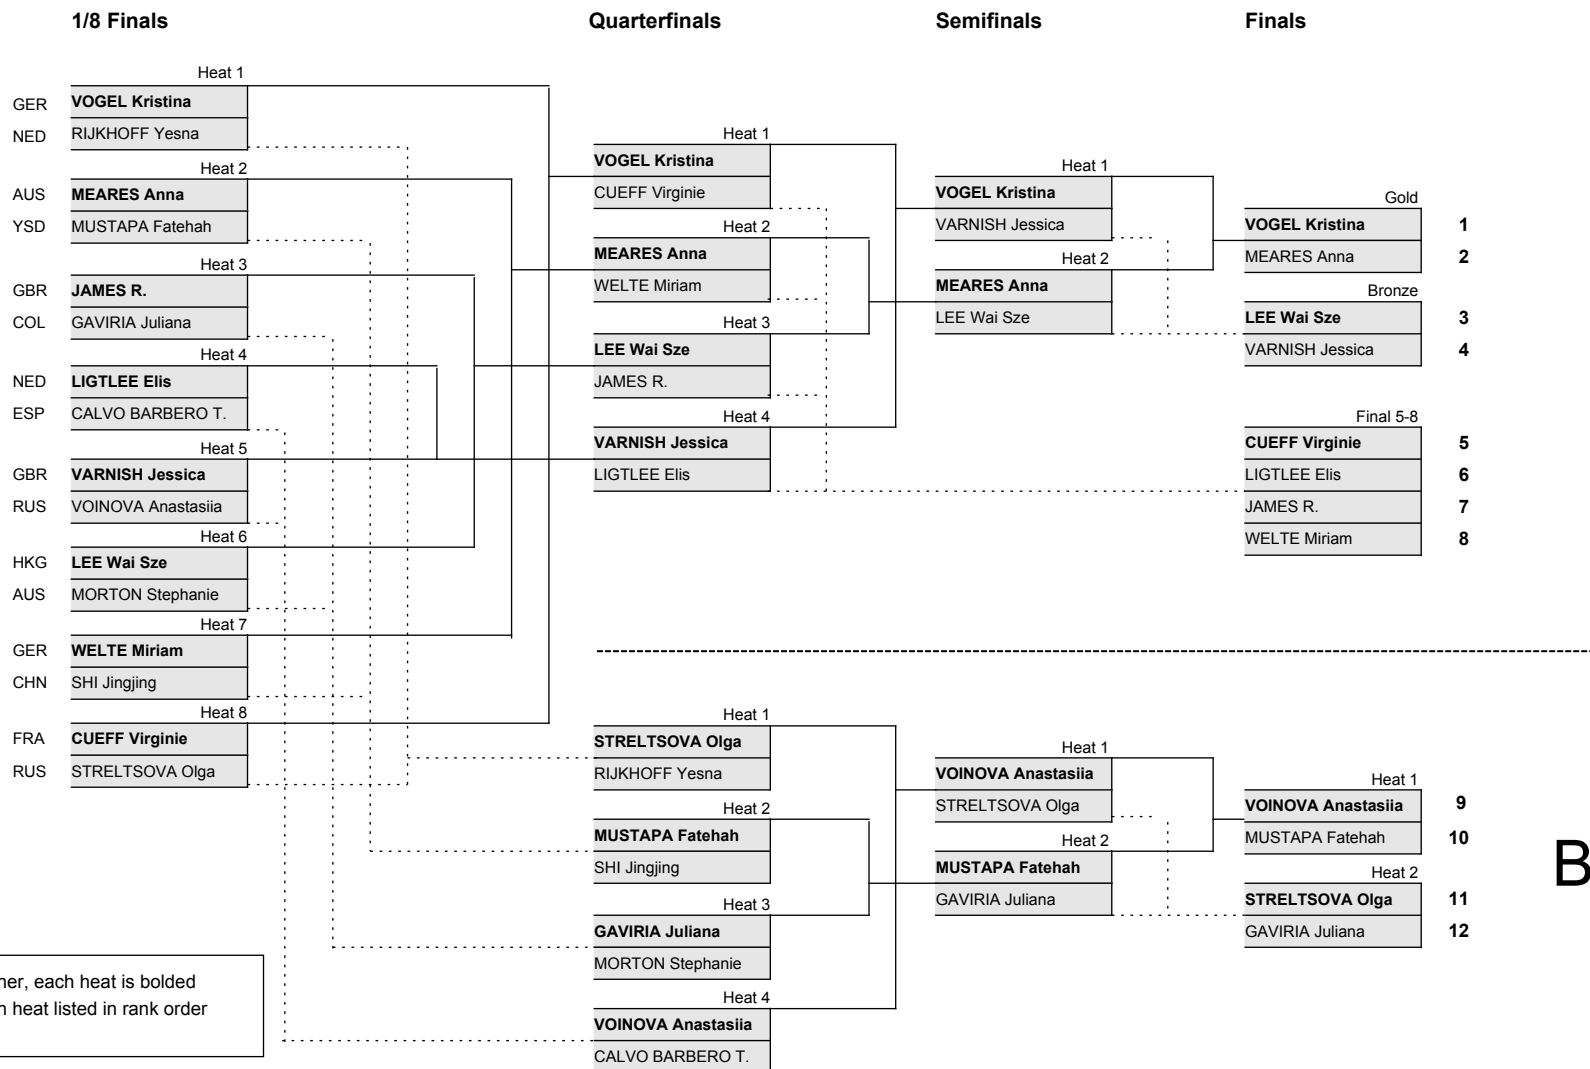 1/8 Finals Quarterfinals Semifinals Finals
Heat 1
GER VOGEL Kristina
NED RIJKHOFF Yesna
Heat 2
AUS MEARES Anna
YSD MUSTAPA Fatehah
Heat 3
GBR JAMES R.
COL GAVIRIA Juliana
Heat 4
NED LIGTLEE Elis
ESP CALVO BARBERO T.
Heat 5
GBR VARNISH Jessica
RUS VOINOVA Anastasiia
Heat 6
HKG LEE Wai Sze
AUS MORTON Stephanie
Heat 7
GER WELTE Miriam
CHN SHI Jingjing
Heat 8
FRA CUEFF Virginie
RUS STRELTSOVA Olga
Heat 1
VOGEL Kristina
CUEFF Virginie
Heat 2
MEARES Anna
WELTE Miriam
Heat 3
LEE Wai Sze
JAMES R.
Heat 4
VARNISH Jessica
LIGTLEE Elis
Heat 1
VOGEL Kristina
VARNISH Jessica
Heat 2
MEARES Anna
LEE Wai Sze
Gold
VOGEL Kristina 1
MEARES Anna 2
Bronze
LEE Wai Sze 3
VARNISH Jessica 4
Final 5-8
CUEFF Virginie 5
LIGTLEE Elis 6
JAMES R. 7
WELTE Miriam 8
Heat 1
STRELTSOVA Olga
RIJKHOFF Yesna
Heat 2
MUSTAPA Fatehah
SHI Jingjing
Heat 3
GAVIRIA Juliana
MORTON Stephanie
Heat 4
VOINOVA Anastasiia
CALVO BARBERO T.
Heat 1
VOINOVA Anastasiia
STRELTSOVA Olga
Heat 2
MUSTAPA Fatehah
GAVIRIA Juliana
Heat 1
VOINOVA Anastasiia 9
MUSTAPA Fatehah 10
Heat 2
STRELTSOVA Olga 11
GAVIRIA Juliana 12
B
each heat is bolded
heat listed in rank order